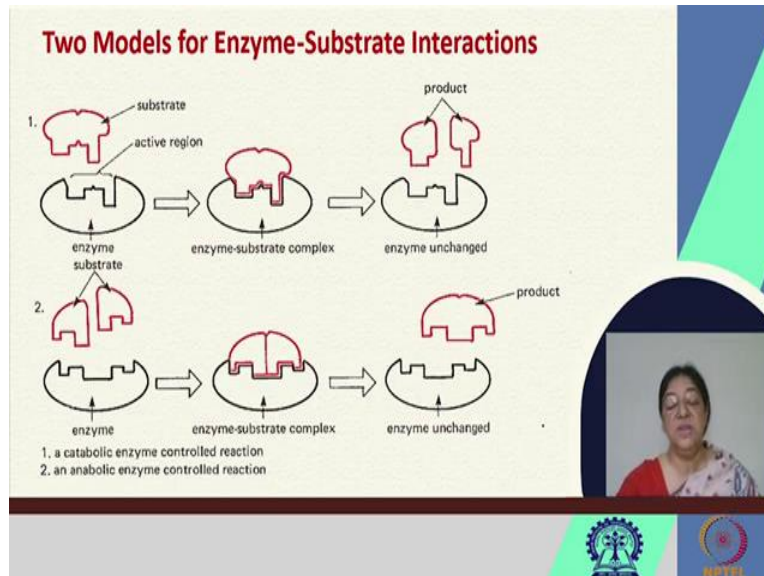 Two Models for Enzyme-Substrate Interactions
product
substrate
1.
active region
enzyme
enzyme-substrate complex
enzyme unchanged
substrate
2.
product
enzyme
enzyme-substrate complex
enzyme unchanged
1. a catabolic enzyme controlled reaction
2. an anabolic enzyme controlled reaction
NPTEL